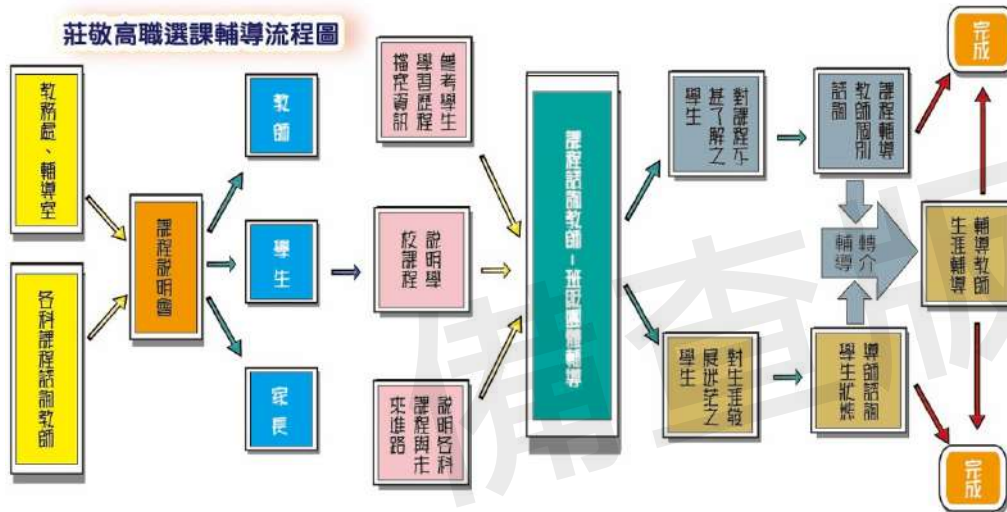 莊敬高職選課輔導流程圖
教務處、輔導室
各科課程諮詢教師
課程說明會
教師
學生
家長
參考學生
學習歷程
檔案資訊
說明學
校課程
說明各科
課程與未
來進路
課程諮詢教師-班級團體輔導
對課程不
甚了解之
學生
課程輔導
教師個別
諮詢
對生涯發
展迷茫之
學生
導師諮詢
學生狀態
轉介
輔導
輔導教師
生涯輔導
完成
完成
備查版